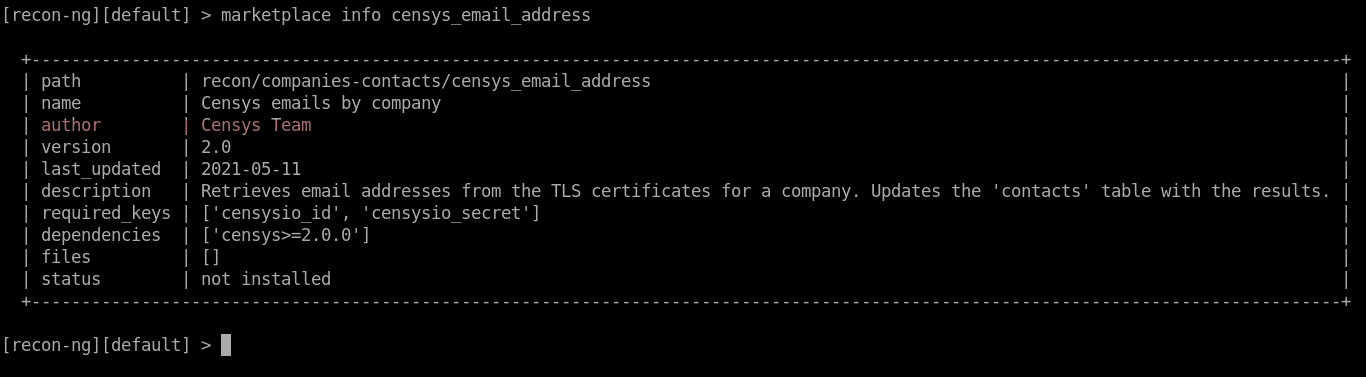 [recon-ng][default] > marketplace info censys_email_address
+-----------------------------------------------------------------------------------------------------------------------------------+
| path          | recon/companies-contacts/censys_email_address                                                                     |
| name          | Censys emails by company                                                                                          |
| author        | Censys Team                                                                                                       |
| version       | 2.0                                                                                                               |
| last_updated  | 2021-05-11                                                                                                        |
| description   | Retrieves email addresses from the TLS certificates for a company. Updates the 'contacts' table with the results. |
| required_keys | ['censysio_id', 'censysio_secret']                                                                                |
| dependencies  | ['censys>=2.0.0']                                                                                                 |
| files         | []                                                                                                                |
| status        | not installed                                                                                                     |
+-----------------------------------------------------------------------------------------------------------------------------------+
[recon-ng][default] >